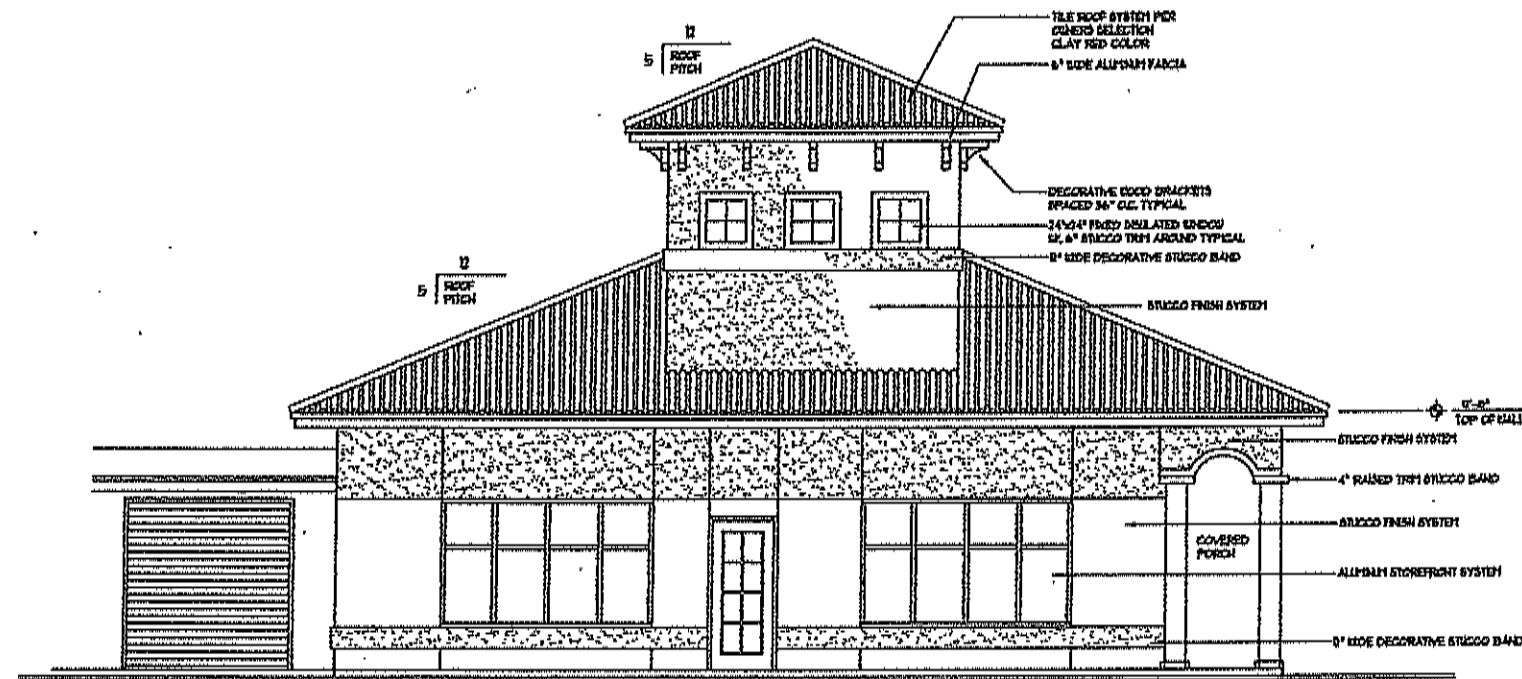 TILE ROOF SYSTEM PER
OWNERS SELECTION
CLAY RED COLOR
6" WIDE ALUMINUM FASCIA
12
5
ROOF
PITCH
DECORATIVE WOOD BRACKETS
SPACED 36" O.C. TYPICAL
24"x24" FIXED INSULATED WINDOW
W/ 6" STUCCO TRIM AROUND TYPICAL
WIDE DECORATIVE STUCCO BAND
12
5
ROOF
PITCH
STUCCO FINISH SYSTEM
TOP OF WALL
STUCCO FINISH SYSTEM
4" RAISED TRIM STUCCO BAND
STUCCO FINISH SYSTEM
COVERED
PORCH
ALUMINUM STOREFRONT SYSTEM
WIDE DECORATIVE STUCCO BAND